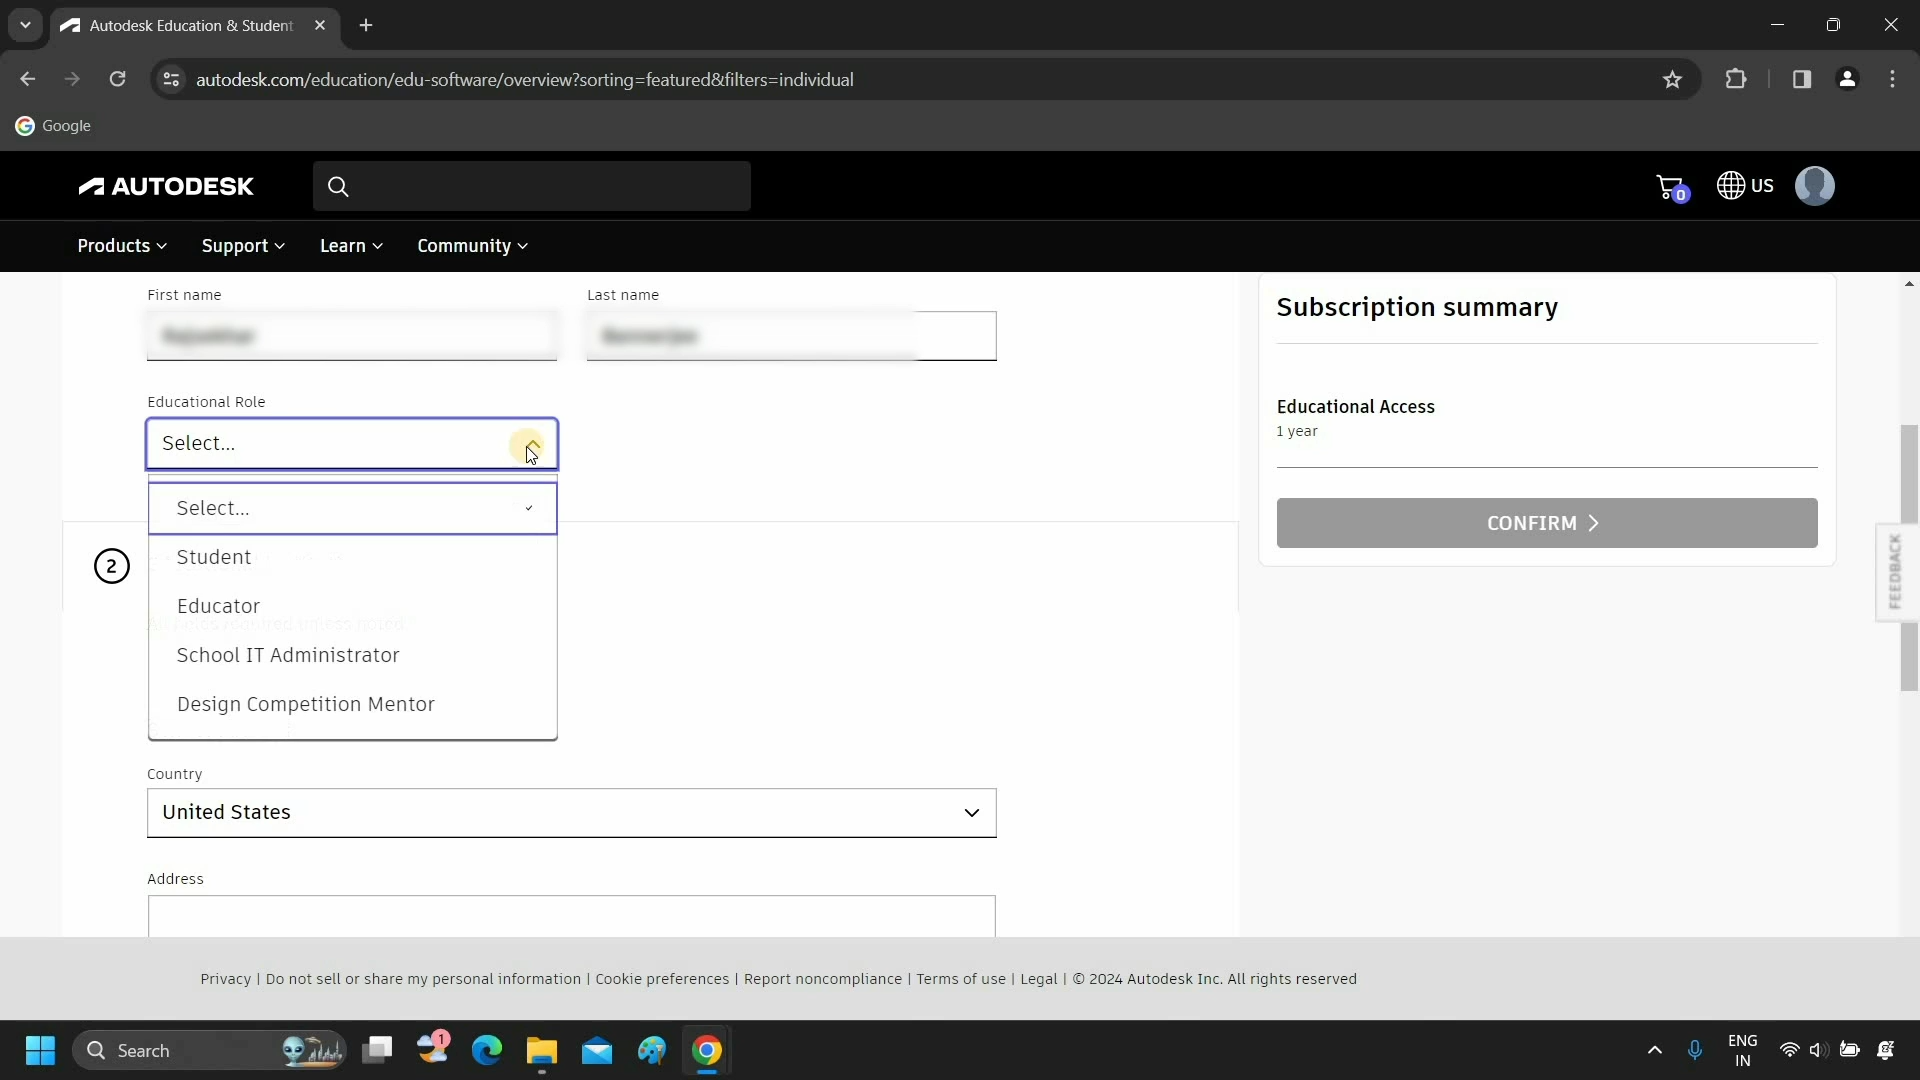 Autodesk Education & Student
autodesk.com/education/edu-software/overview?sorting=featured&filters=individual
Google
AUTODESK
0
US
Products
Support
Learn
Community
First name
Last name
Educational Role
Select...
Select...
Student
Educator
School IT Administrator
Design Competition Mentor
2
Country
United States
Address
Subscription summary
Educational Access
1 year
CONFIRM
FEEDBACK
Privacy | Do not sell or share my personal information | Cookie preferences | Report noncompliance | Terms of use | Legal | © 2024 Autodesk Inc. All rights reserved
Search
1
ENG
IN